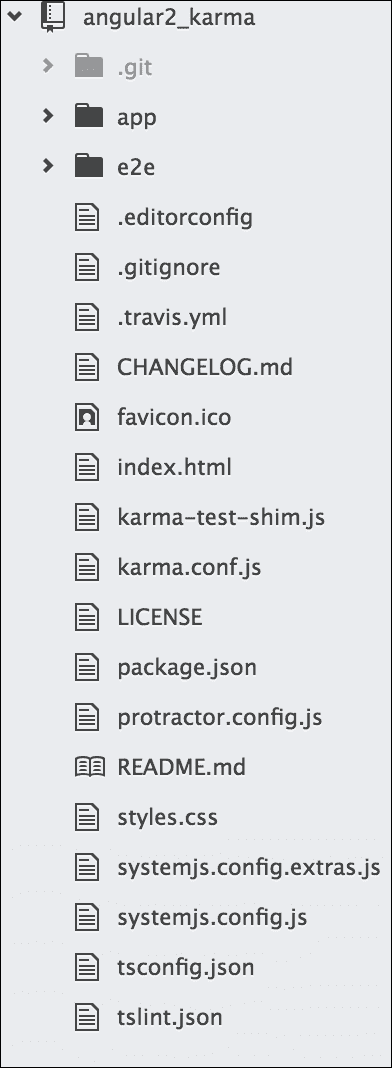 angular2_karma
.git
app
e2e
.editorconfig
.gitignore
.travis.yml
CHANGELOG.md
favicon.ico
index.html
karma-test-shim.js
karma.conf.js
LICENSE
package.json
protractor.config.js
README.md
styles.css
systemjs.config.extras.js
systemjs.config.js
tsconfig.json
tslint.json